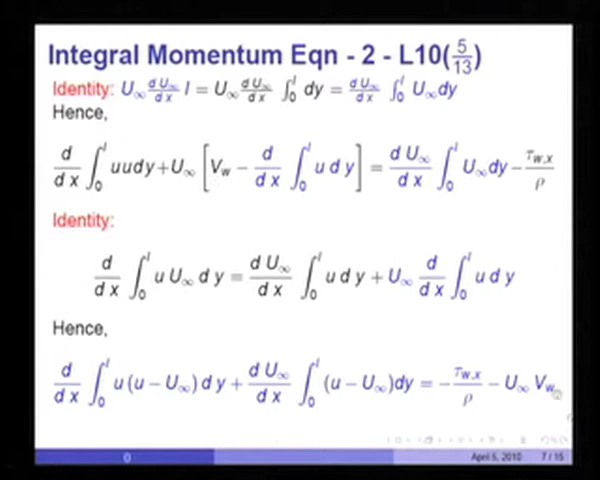 Integral Momentum Eqn - 2 - L10(5/13)
Identity: U∞ dU∞/dx l = U∞ dU∞/dx ∫₀ˡ dy = dU∞/dx ∫₀ˡ U∞dy
Hence,
d/dx ∫₀ˡ uudy+U∞ [Vw − d/dx ∫₀ˡ u dy] = dU∞/dx ∫₀ˡ U∞dy− τw,x/ρ
Identity:
d/dx ∫₀ˡ u U∞ dy = dU∞/dx ∫₀ˡ u dy + U∞ d/dx ∫₀ˡ u dy
Hence,
d/dx ∫₀ˡ u (u − U∞) dy + dU∞/dx ∫₀ˡ (u − U∞)dy = − τw,x/ρ − U∞ Vw
() April 5, 2010 7 / 15